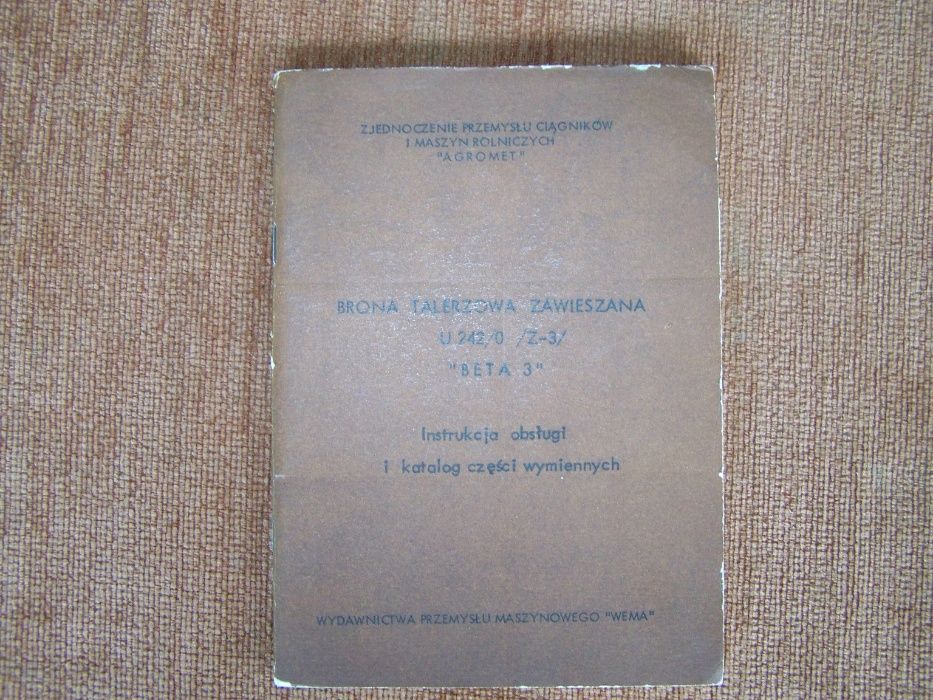 ZJEDNOCZENIE PRZEMYSŁU CIĄGNIKÓW
I MASZYN ROLNICZYCH
"AGROMET"
BRONA TALERZOWA ZAWIESZANA
U 242/0 /Z-3/
"BETA 3"
Instrukcja obsługi
i katalog części wymiennych
WYDAWNICTWA PRZEMYSŁU MASZYNOWEGO "WEMA"